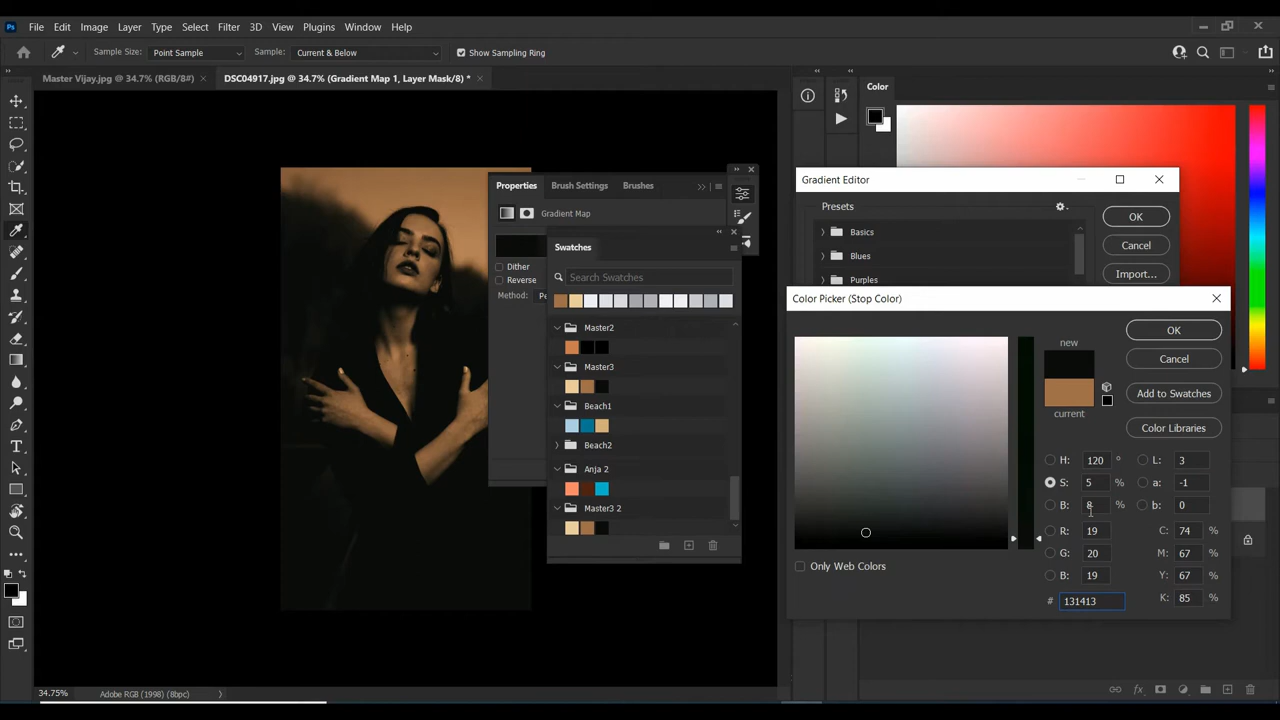 Ps File Edit Image Layer Type Select Filter 3D View Plugins Window Help
Sample Size: Point Sample Sample: Current & Below Show Sampling Ring
Master Vijay.jpg @ 34.7% (RGB/8#) × DSC04917.jpg @ 34.7% (Gradient Map 1, Layer Mask/8) * ×
Color
Gradient Editor
Properties Brush Settings Brushes
Presets
OK
Gradient Map
Basics
Cancel
Swatches
Blues
Dither
Search Swatches
Import...
Reverse
Purples
Method:
Color Picker (Stop Color)
Master2
OK
new
Cancel
Master3
Add to Swatches
Beach1
current
Color Libraries
Beach2
H: 120 ° L: 3
Anja 2
S: 5 % a: -1
B: 8 % b: 0
Master3 2
R: 19 C: 74 %
G: 20 M: 67 %
Only Web Colors
B: 19 Y: 67 %
# 131413 K: 85 %
34.75% Adobe RGB (1998) (8bpc)
fx